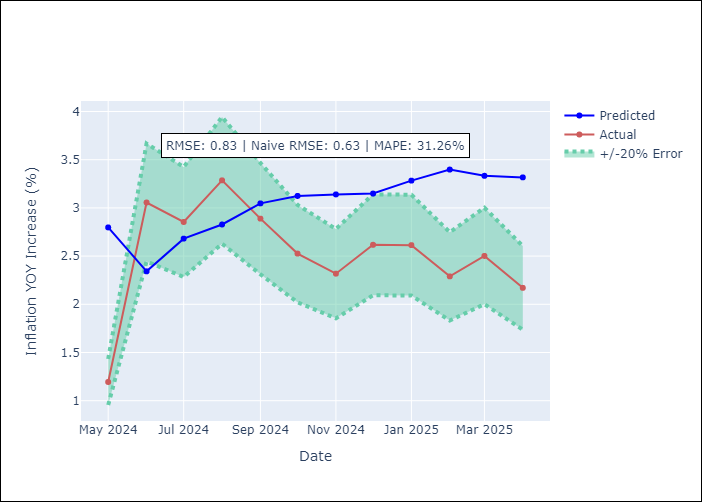 RMSE: 0.83 | Naive RMSE: 0.63 | MAPE: 31.26%
Predicted
Actual
+/-20% Error
Inflation YOY Increase (%)
4
3.5
3
2.5
2
1.5
1
May 2024
Jul 2024
Sep 2024
Nov 2024
Jan 2025
Mar 2025
Date